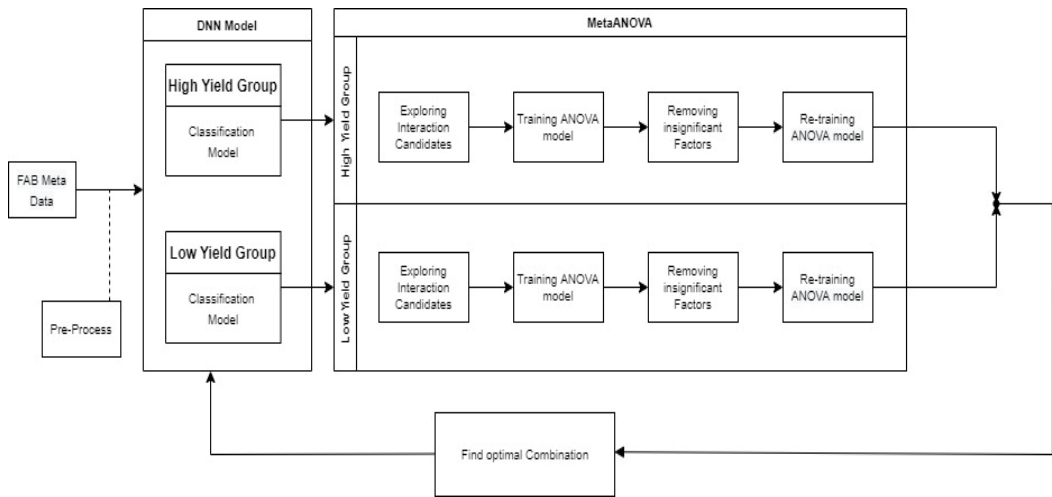 DNN Model
MetaANOVA
High Yield Group
Classification
Model
High Yield Group
Exploring
Interaction
Candidates
Training ANOVA
model
Removing
insignificant
Factors
Re-training
ANOVA model
FAB Meta
Data
Pre-Process
Low Yield Group
Classification
Model
Low Yield Group
Exploring
Interaction
Candidates
Training ANOVA
model
Removing
insignificant
Factors
Re-training
ANOVA model
Find optimal Combination